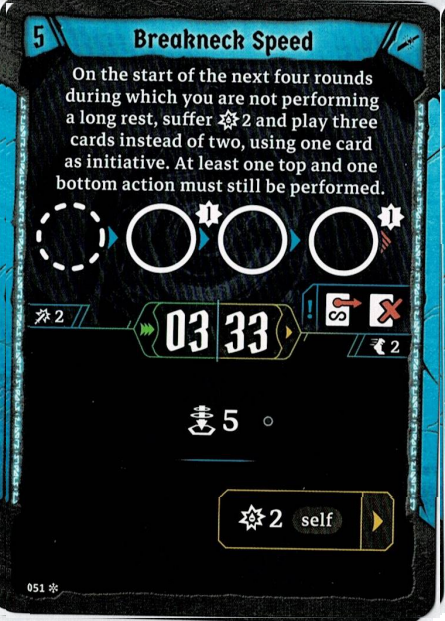 5 Breakneck Speed
On the start of the next four rounds
during which you are not performing
a long rest, suffer 2 and play three
cards instead of two, using one card
as initiative. At least one top and one
bottom action must still be performed.
1 1
2 03 33 ! S
2
5
2 self
051